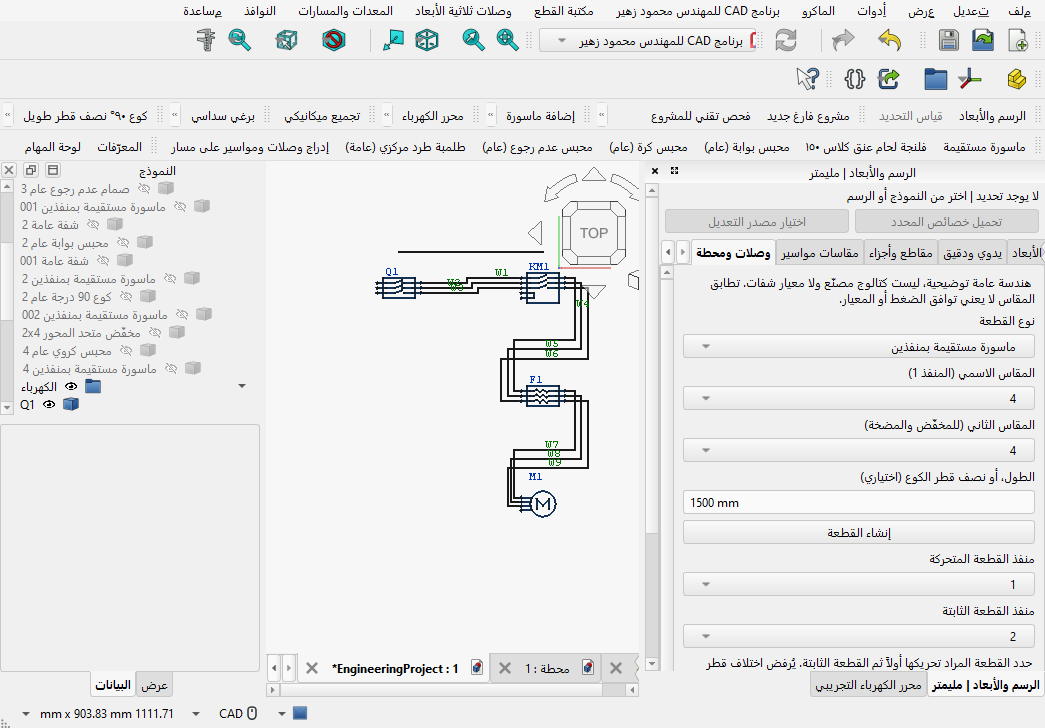 ملف تعديل عرض أدوات الماكرو برنامج CAD للمهندس محمود زهير مكتبة القطع وصلات ثلاثية الأبعاد المعدات والمسارات النوافذ مساعدة
برنامج CAD للمهندس محمود زهير
الرسم والأبعاد قياس التحديد مشروع فارغ جديد فحص تقني للمشروع » إضافة ماسورة » محرر الكهرباء » تجميع ميكانيكي برغي سداسي » كوع ٩٠° نصف قطر طويل »
ماسورة مستقيمة فلنجة لحام عنق كلاس ١٥٠ محبس بوابة (عام) محبس كرة (عام) محبس عدم رجوع (عام) طلمبة طرد مركزي (عامة) إدراج وصلات ومواسير على مسار المعرّفات لوحة المهام
الرسم والأبعاد | مليمتر
لا يوجد تحديد | اختر من النموذج أو الرسم
تحميل خصائص المحدد
اختيار مصدر التعديل
الأبعاد
يدوي ودقيق
مقاطع وأجزاء
مقاسات مواسير
وصلات ومحطة
هندسة عامة توضيحية، ليست كتالوج مصنّع ولا معيار شفات. تطابق
المقاس لا يعني توافق الضغط أو المعيار.
نوع القطعة
ماسورة مستقيمة بمنفذين
المقاس الاسمي (المنفذ 1)
4
المقاس الثاني (للمخفّض والمضخة)
4
الطول، أو نصف قطر الكوع (اختياري)
1500 mm
إنشاء القطعة
منفذ القطعة المتحركة
1
منفذ القطعة الثابتة
2
حدد القطعة المراد تحريكها أولاً ثم القطعة الثابتة. يُرفض اختلاف قطر
الرسم والأبعاد | مليمتر
محرر الكهرباء التجريبي
TOP
Q1
W2
W3
W1
KM1
W4
W5
W6
F1
W7
W8
W9
M1
M
محطة : 1
*EngineeringProject : 1
النموذج
صمام عدم رجوع عام 3
ماسورة مستقيمة بمنفذين 001
شفة عامة 2
محبس بوابة عام 2
شفة عامة 001
ماسورة مستقيمة بمنفذين 2
كوع 90 درجة عام 2
ماسورة مستقيمة بمنفذين 002
مخفّض متحد المحور 4x2
محبس كروي عام 4
ماسورة مستقيمة بمنفذين 4
الكهرباء
Q1
عرض
البيانات
CAD
1111.71 mm x 903.83 mm